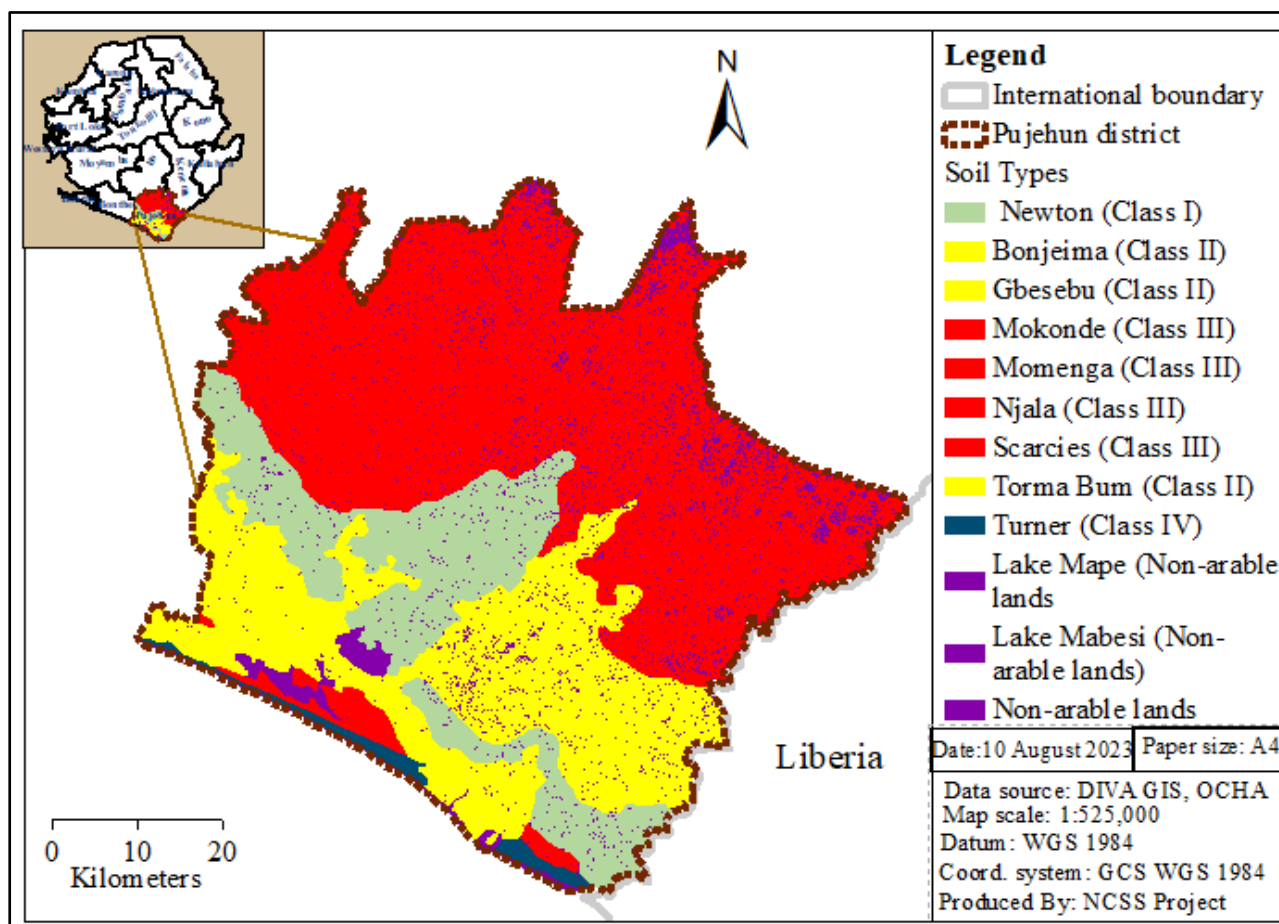 N
Liberia
0 10 20
Kilometers
Legend
International boundary
Pujehun district
Soil Types
Newton (Class I)
Bonjeima (Class II)
Gbesebu (Class II)
Mokonde (Class III)
Momenga (Class III)
Njala (Class III)
Scarcies (Class III)
Torma Bum (Class II)
Turner (Class IV)
Lake Mape (Non-arable
lands
Lake Mabesi (Non-
arable lands)
Non-arable lands
Date:10 August 2023 Paper size: A4
Data source: DIVA GIS, OCHA
Map scale: 1:525,000
Datum: WGS 1984
Coord. system: GCS WGS 1984
Produced By: NCSS Project